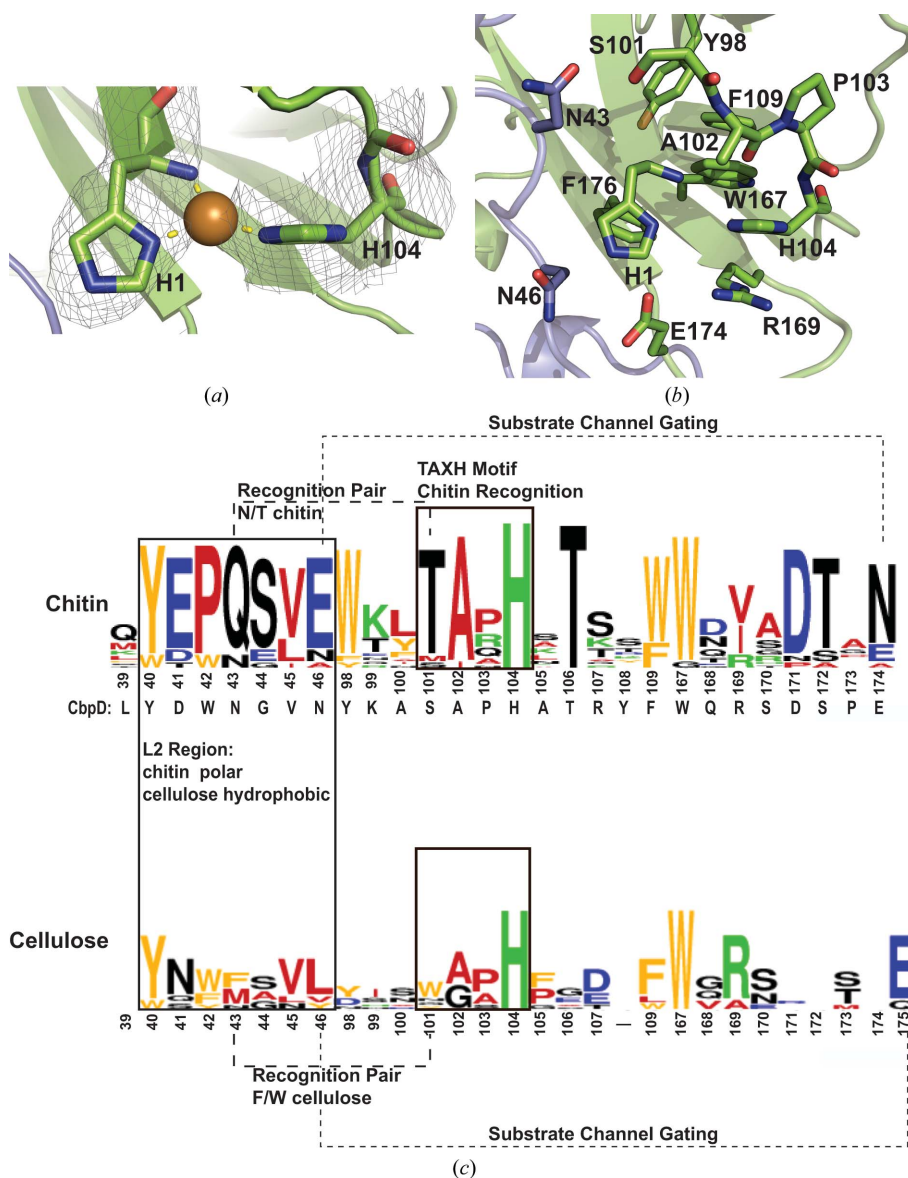 H1
H104
(a)
S101
Y98
P103
N43
F109
A102
F176
W167
H104
N46
H1
E174
R169
(b)
Substrate Channel Gating
TAXH Motif
Chitin Recognition
Recognition Pair
N/T chitin
Chitin
39 40 41 42 43 44 45 46 98 99 100 101 102 103 104 105 106 107 108 109 167 168 169 170 171 172 173 174
CbpD: L Y D W N G V N Y K A S A P H A T R Y F W Q R S D S P E
L2 Region:
chitin polar
cellulose hydrophobic
Cellulose
39 40 41 42 43 44 45 46 98 99 100 101 102 103 104 105 106 107 | 109 167 168 169 170 171 172 173 174 175
Recognition Pair
F/W cellulose
Substrate Channel Gating
(c)